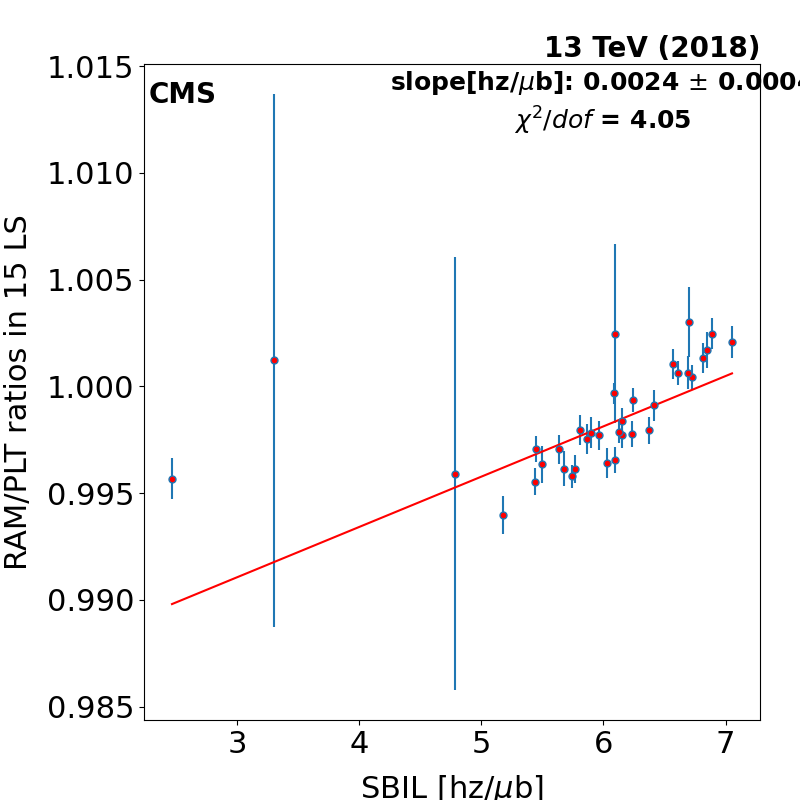 13 TeV (2018)
CMS
slope[hz/μb]: 0.0024 ± 0.0004
χ²/dof = 4.05
RAM/PLT ratios in 15 LS
1.015
1.010
1.005
1.000
0.995
0.990
0.985
3 4 5 6 7
SBIL [hz/μb]